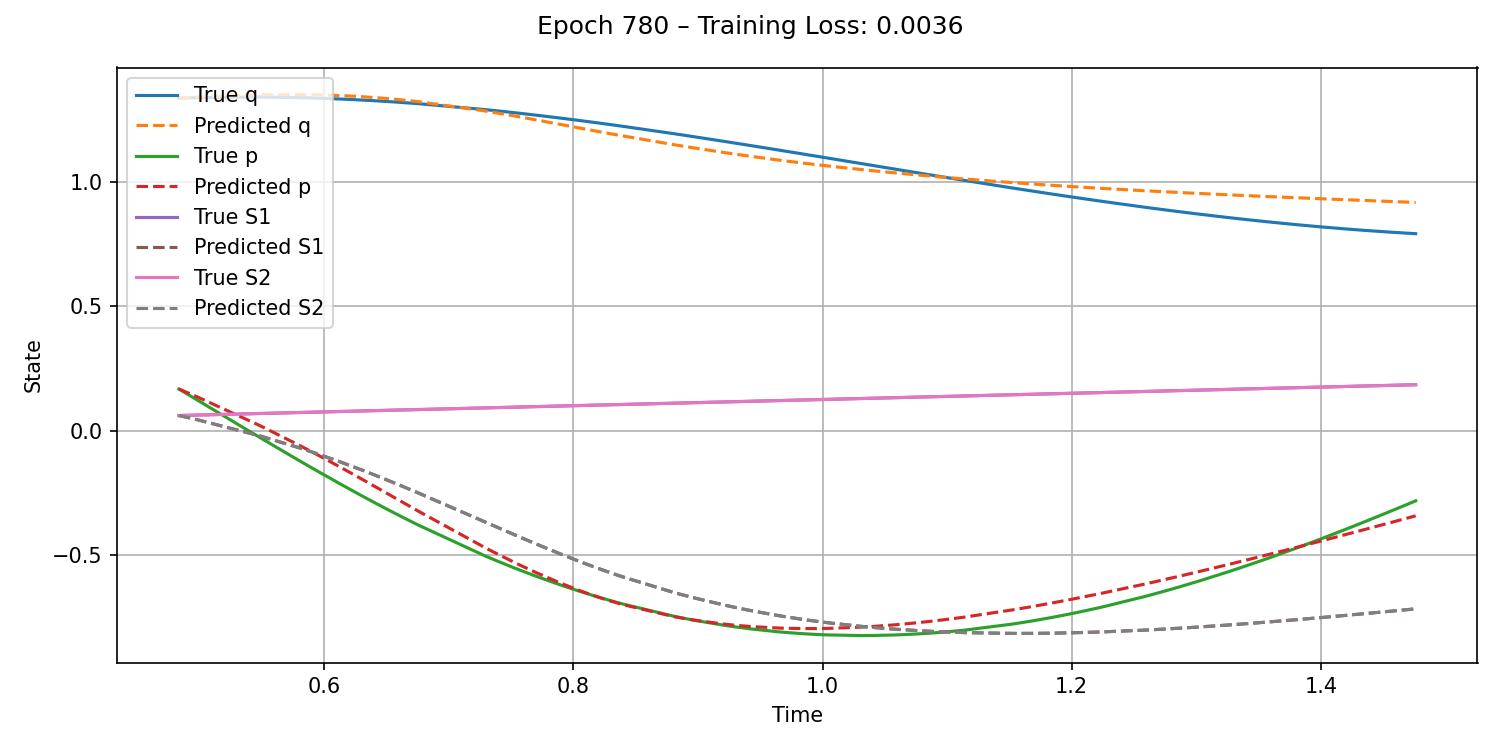 Epoch 780 – Training Loss: 0.0036
True q
Predicted q
True p
Predicted p
True S1
Predicted S1
True S2
Predicted S2
1.0
0.5
0.0
−0.5
State
0.6 0.8 1.0 1.2 1.4
Time